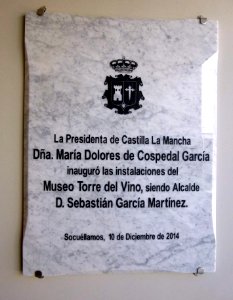 La Presidenta de Castilla La Mancha
Dña. María Dolores de Cospedal García
inauguró las instalaciones del
Museo Torre del Vino, siendo Alcalde
D. Sebastián García Martínez.
Socuéllamos, 10 de Diciembre de 2014